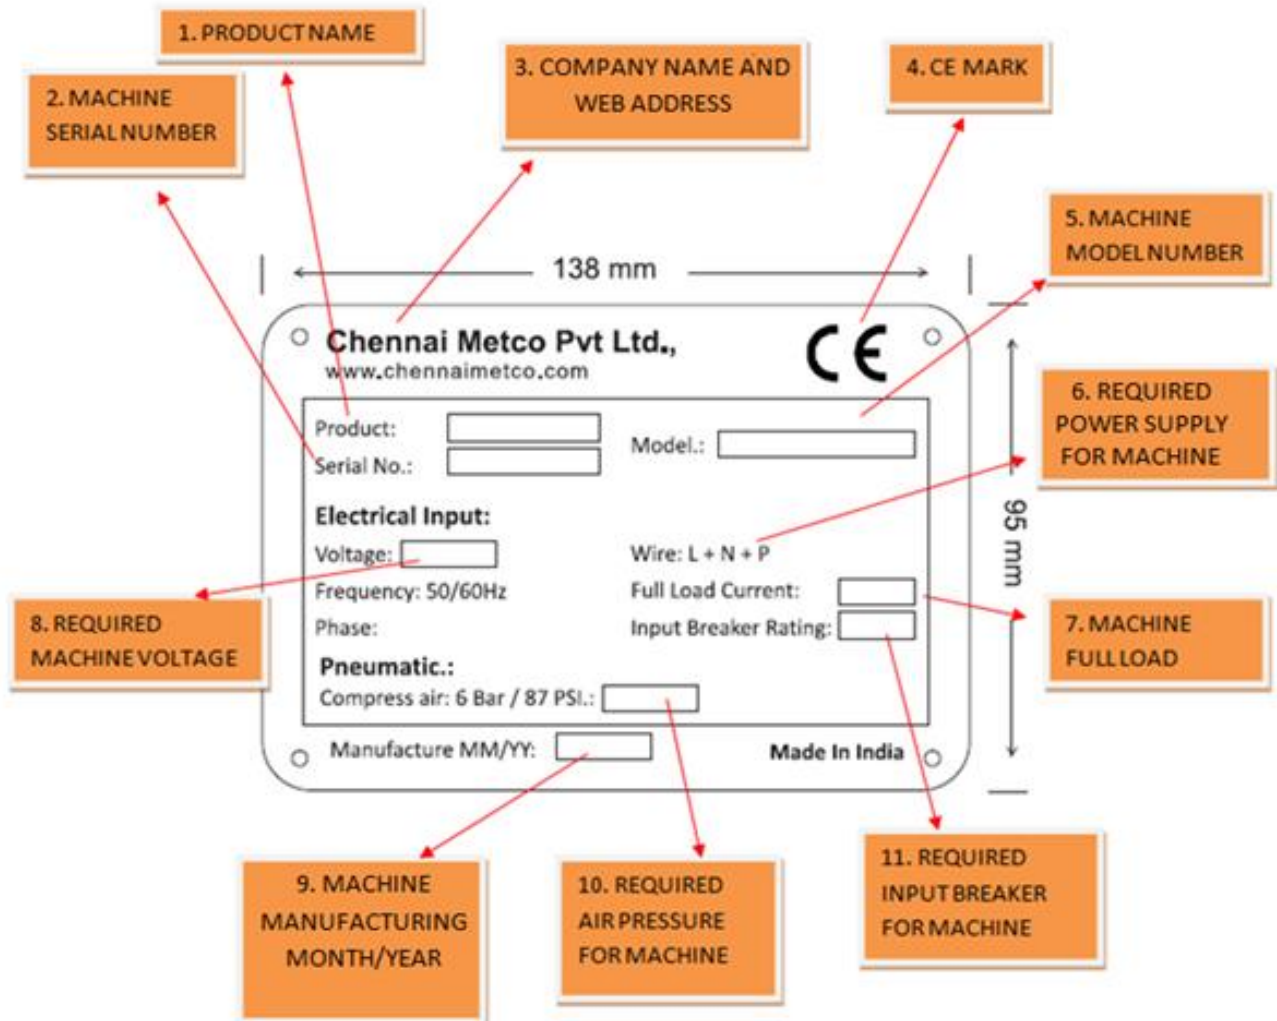 1. PRODUCT NAME
2. MACHINE
SERIAL NUMBER
3. COMPANY NAME AND
WEB ADDRESS
4. CE MARK
5. MACHINE
MODEL NUMBER
138 mm
Chennai Metco Pvt Ltd.,
www.chennaimetco.com
CE
6. REQUIRED
POWER SUPPLY
FOR MACHINE
Product:
Serial No.:
Model.:
Electrical Input:
Voltage:
Wire: L + N + P
Frequency: 50/60Hz
Full Load Current:
Phase:
Input Breaker Rating:
95 mm
Pneumatic.:
Compress air: 6 Bar / 87 PSI.:
Manufacture MM/YY:
Made In India
7. MACHINE
FULL LOAD
8. REQUIRED
MACHINE VOLTAGE
9. MACHINE
MANUFACTURING
MONTH/YEAR
10. REQUIRED
AIR PRESSURE
FOR MACHINE
11. REQUIRED
INPUT BREAKER
FOR MACHINE